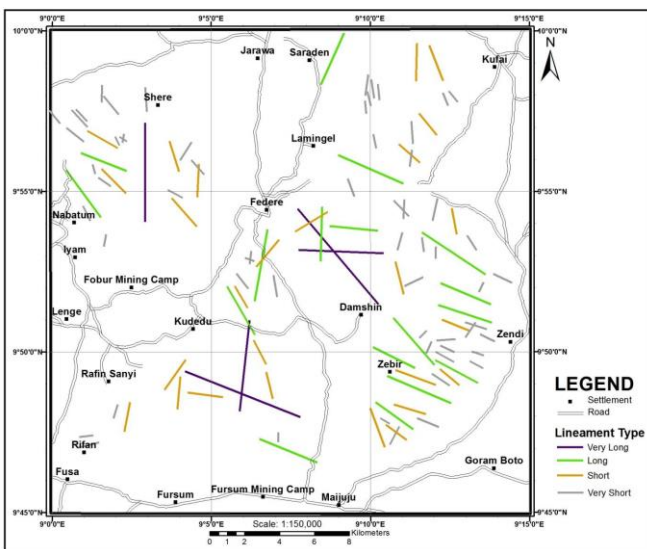 9°0'0"E 9°5'0"E 9°10'0"E 9°15'0"E
10°0'0"N 10°0'0"N
N
Jarawa
Saraden
Kufai
Shere
Lamingel
9°55'0"N 9°55'0"N
Federe
Nabatum
Iyam
Fobur Mining Camp
Lenge
Kudedu
Damshin
Zendi
9°50'0"N 9°50'0"N
Rafin Sanyi
Zebir
Rifan
Fusa
Goram Boto
Fursum
Fursum Mining Camp
Maijuju
9°45'0"N 9°45'0"N
9°0'0"E 9°5'0"E 9°10'0"E 9°15'0"E
Scale: 1:150,000
Kilometers
0 1 2 4 6 8
LEGEND
Settlement
Road
Lineament Type
Very Long
Long
Short
Very Short